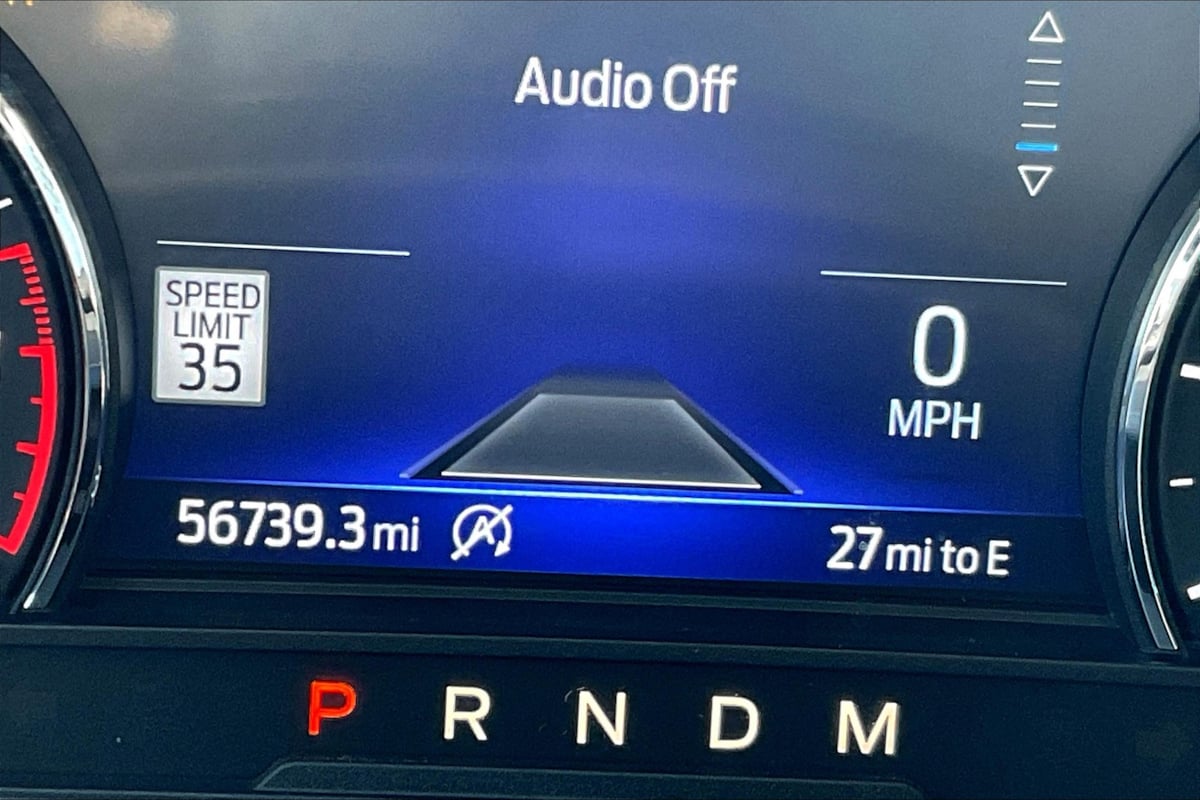 Audio Off
SPEED
LIMIT
35
0
MPH
56739.3 mi
27 mi to E
P R N D M